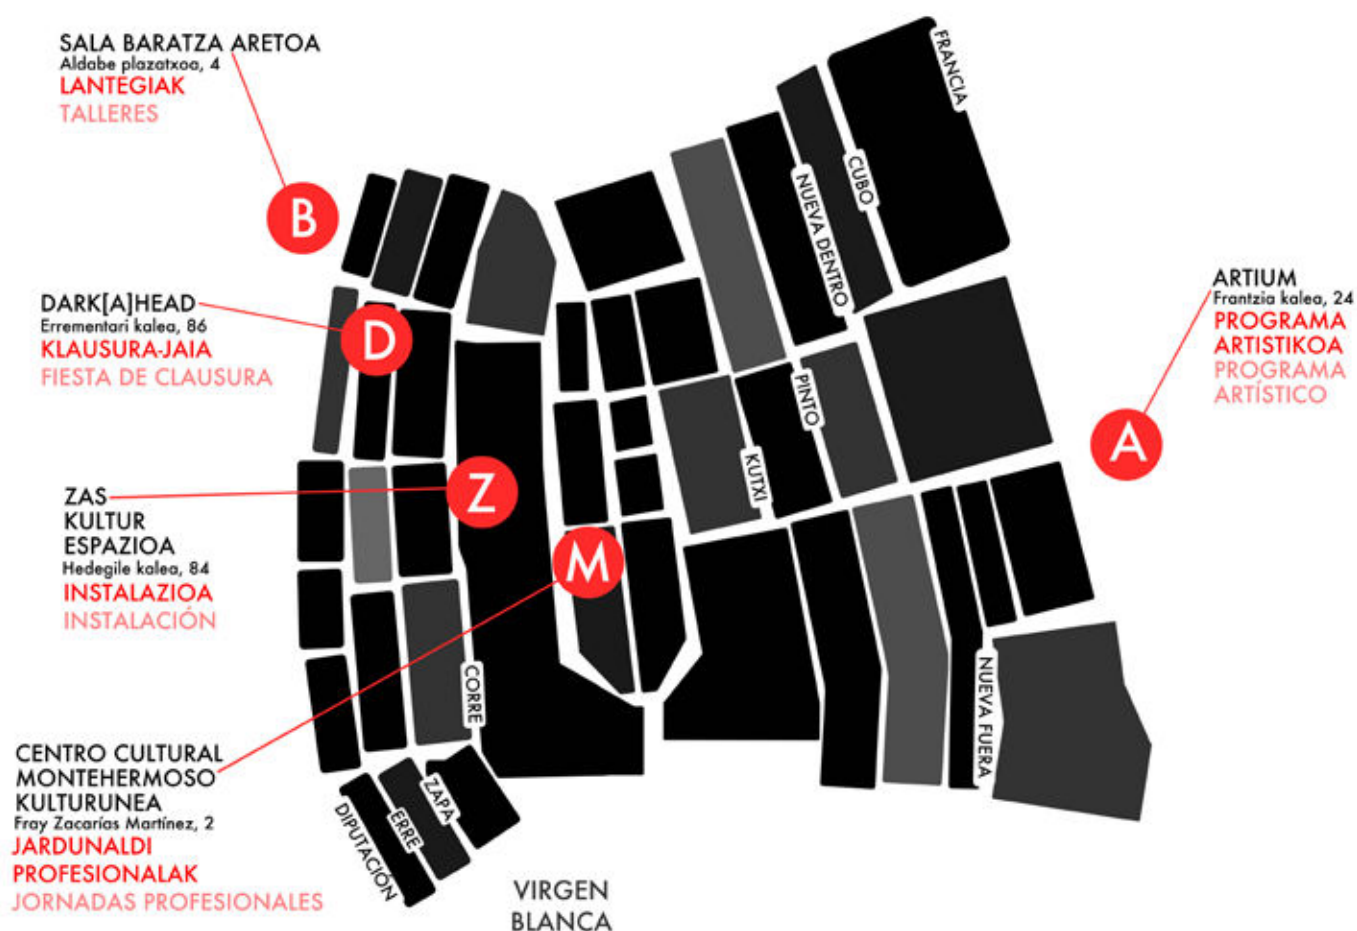 SALA BARATZA ARETOA
Aldabe plazatxoa, 4
LANTEGIAK
TALLERES
B
DARK[A]HEAD
Errementari kalea, 86
KLAUSURA-JAIA
FIESTA DE CLAUSURA
D
ZAS
KULTUR
ESPAZIOA
Hedegile kalea, 84
INSTALAZIOA
INSTALACIÓN
Z
CENTRO CULTURAL
MONTEHERMOSO
KULTURUNEA
Fray Zacarías Martínez, 2
JARDUNALDI
PROFESIONALAK
JORNADAS PROFESIONALES
M
ARTIUM
Frantzia kalea, 24
PROGRAMA
ARTISTIKOA
PROGRAMA
ARTÍSTICO
A
FRANCIA
CUBO
NUEVA DENTRO
PINTO
KUTXI
NUEVA FUERA
CORRE
ZAPA
ERRE
DIPUTACIÓN
VIRGEN
BLANCA